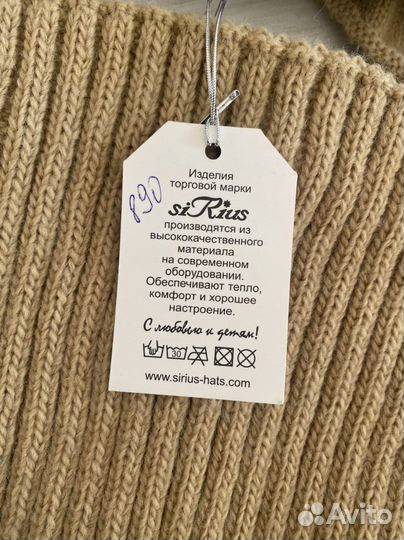 Изделия
торговой марки
siRius
производятся из
высококачественного
материала
на современном
оборудовании.
Обеспечивают тепло,
комфорт и хорошее
настроение.
С любовью к детям!
30
www.sirius-hats.com
890
Avito